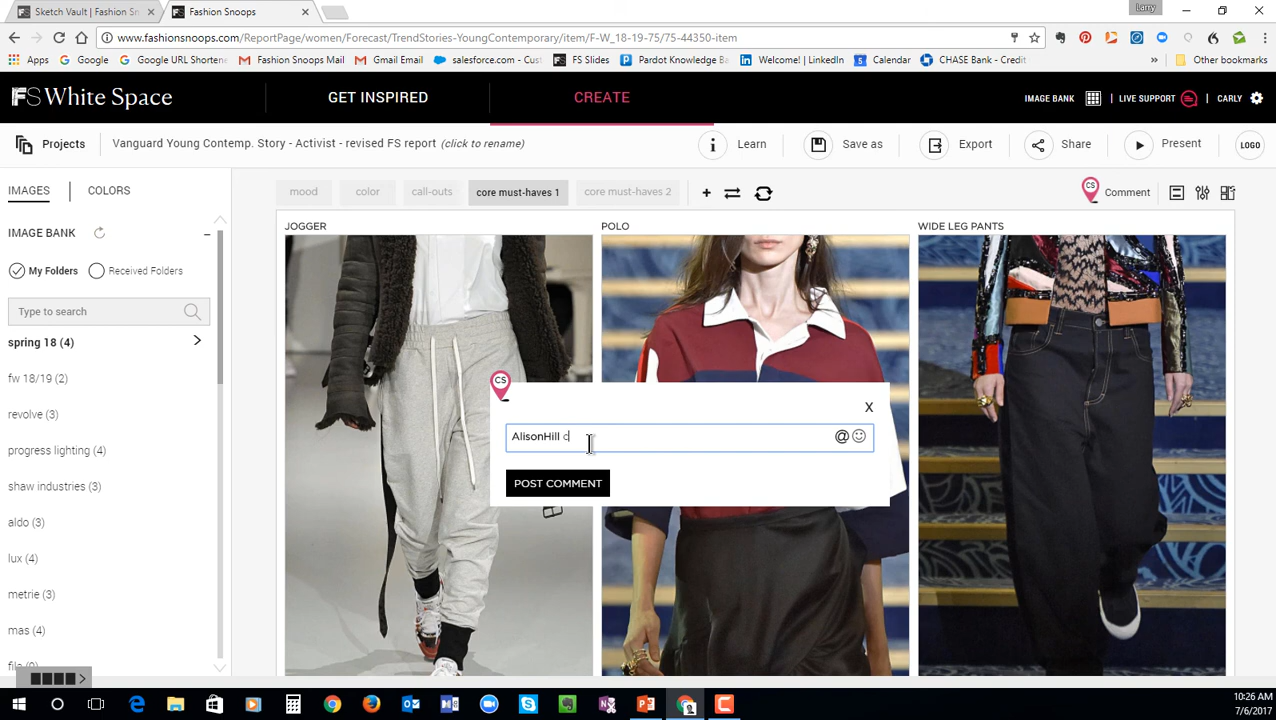 Larry
Sketch Vault | Fashion Sn
Fashion Snoops
www.fashionsnoops.com/ReportPage/women/Forecast/TrendStories-YoungContemporary/item/F-W_18-19-75/75-44350-item
Apps Google Google URL Shortene Fashion Snoops Mail Gmail Email salesforce.com - Cust FS Slides Pardot Knowledge Ba Welcome! | LinkedIn Calendar CHASE Bank - Credit » Other bookmarks
FS White Space GET INSPIRED CREATE IMAGE BANK LIVE SUPPORT CARLY
Projects Vanguard Young Contemp. Story - Activist - revised FS report (click to rename) Learn Save as Export Share Present LOGO
IMAGES COLORS mood color call-outs core must-haves 1 core must-haves 2 + CS Comment
IMAGE BANK
My Folders Received Folders
Type to search
spring 18 (4)
fw 18/19 (2)
revolve (3)
progress lighting (4)
shaw industries (3)
aldo (3)
lux (4)
metrie (3)
mas (4)
JOGGER POLO WIDE LEG PANTS
CS
X
AlisonHill c @
POST COMMENT
10:26 AM
7/6/2017